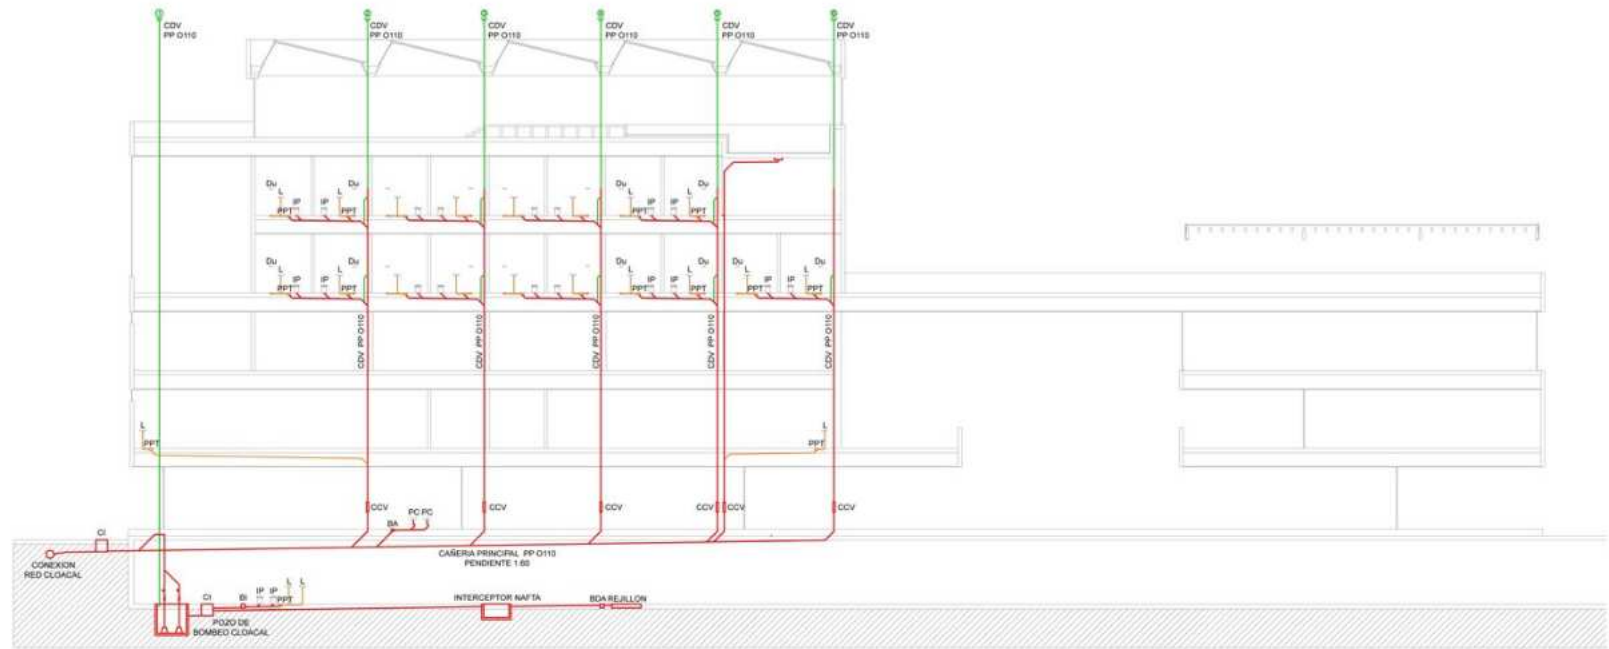 CDV
PP O110
CDV
PP O110
CDV
PP O110
CDV
PP O110
CDV
PP O110
CDV
PP O110
Du
L
IP
IP
L
Du
PPT
PPT
Du
L
IP
IP
L
Du
PPT
PPT
Du
L
IP
IP
L
Du
PPT
PPT
Du
L
IP
IP
L
Du
PPT
PPT
Du
L
IP
IP
L
Du
PPT
PPT
CDV PP O110
CDV PP O110
CDV PP O110
CDV PP O110
CDV PP O110
L
PPT
L
PPT
CCV
CCV
CCV
CCV
CCV
CCV
PC PC
BA
CI
CAÑERIA PRINCIPAL PP O110
PENDIENTE 1:60
CONEXION
RED CLOACAL
CI
BI
IP
IP
L
L
PPT
INTERCEPTOR NAFTA
BDA REJILLON
POZO DE
BOMBEO CLOACAL